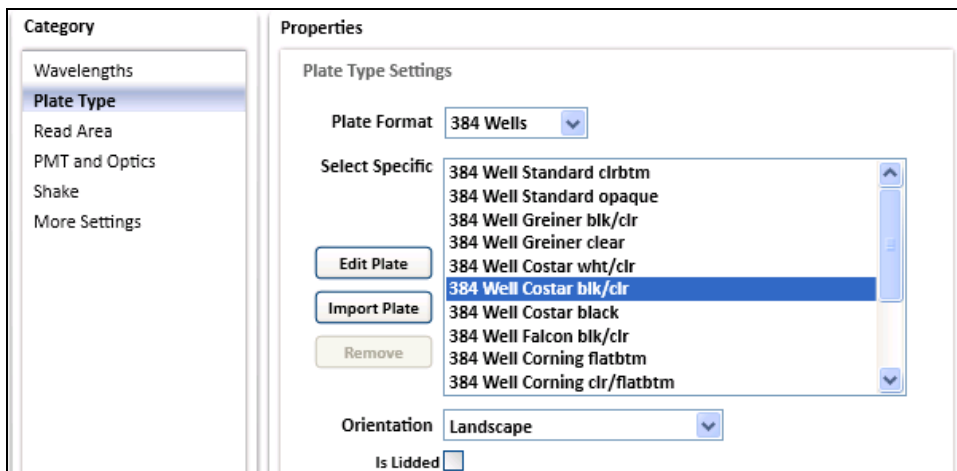 Category
Wavelengths
Plate Type
Read Area
PMT and Optics
Shake
More Settings
Properties
Plate Type Settings
Plate Format 384 Wells
Select Specific
384 Well Standard clrbtm
384 Well Standard opaque
384 Well Greiner blk/clr
384 Well Greiner clear
384 Well Costar wht/clr
384 Well Costar blk/clr
384 Well Costar black
384 Well Falcon blk/clr
384 Well Corning flatbtm
384 Well Corning clr/flatbtm
Edit Plate
Import Plate
Remove
Orientation Landscape
Is Lidded